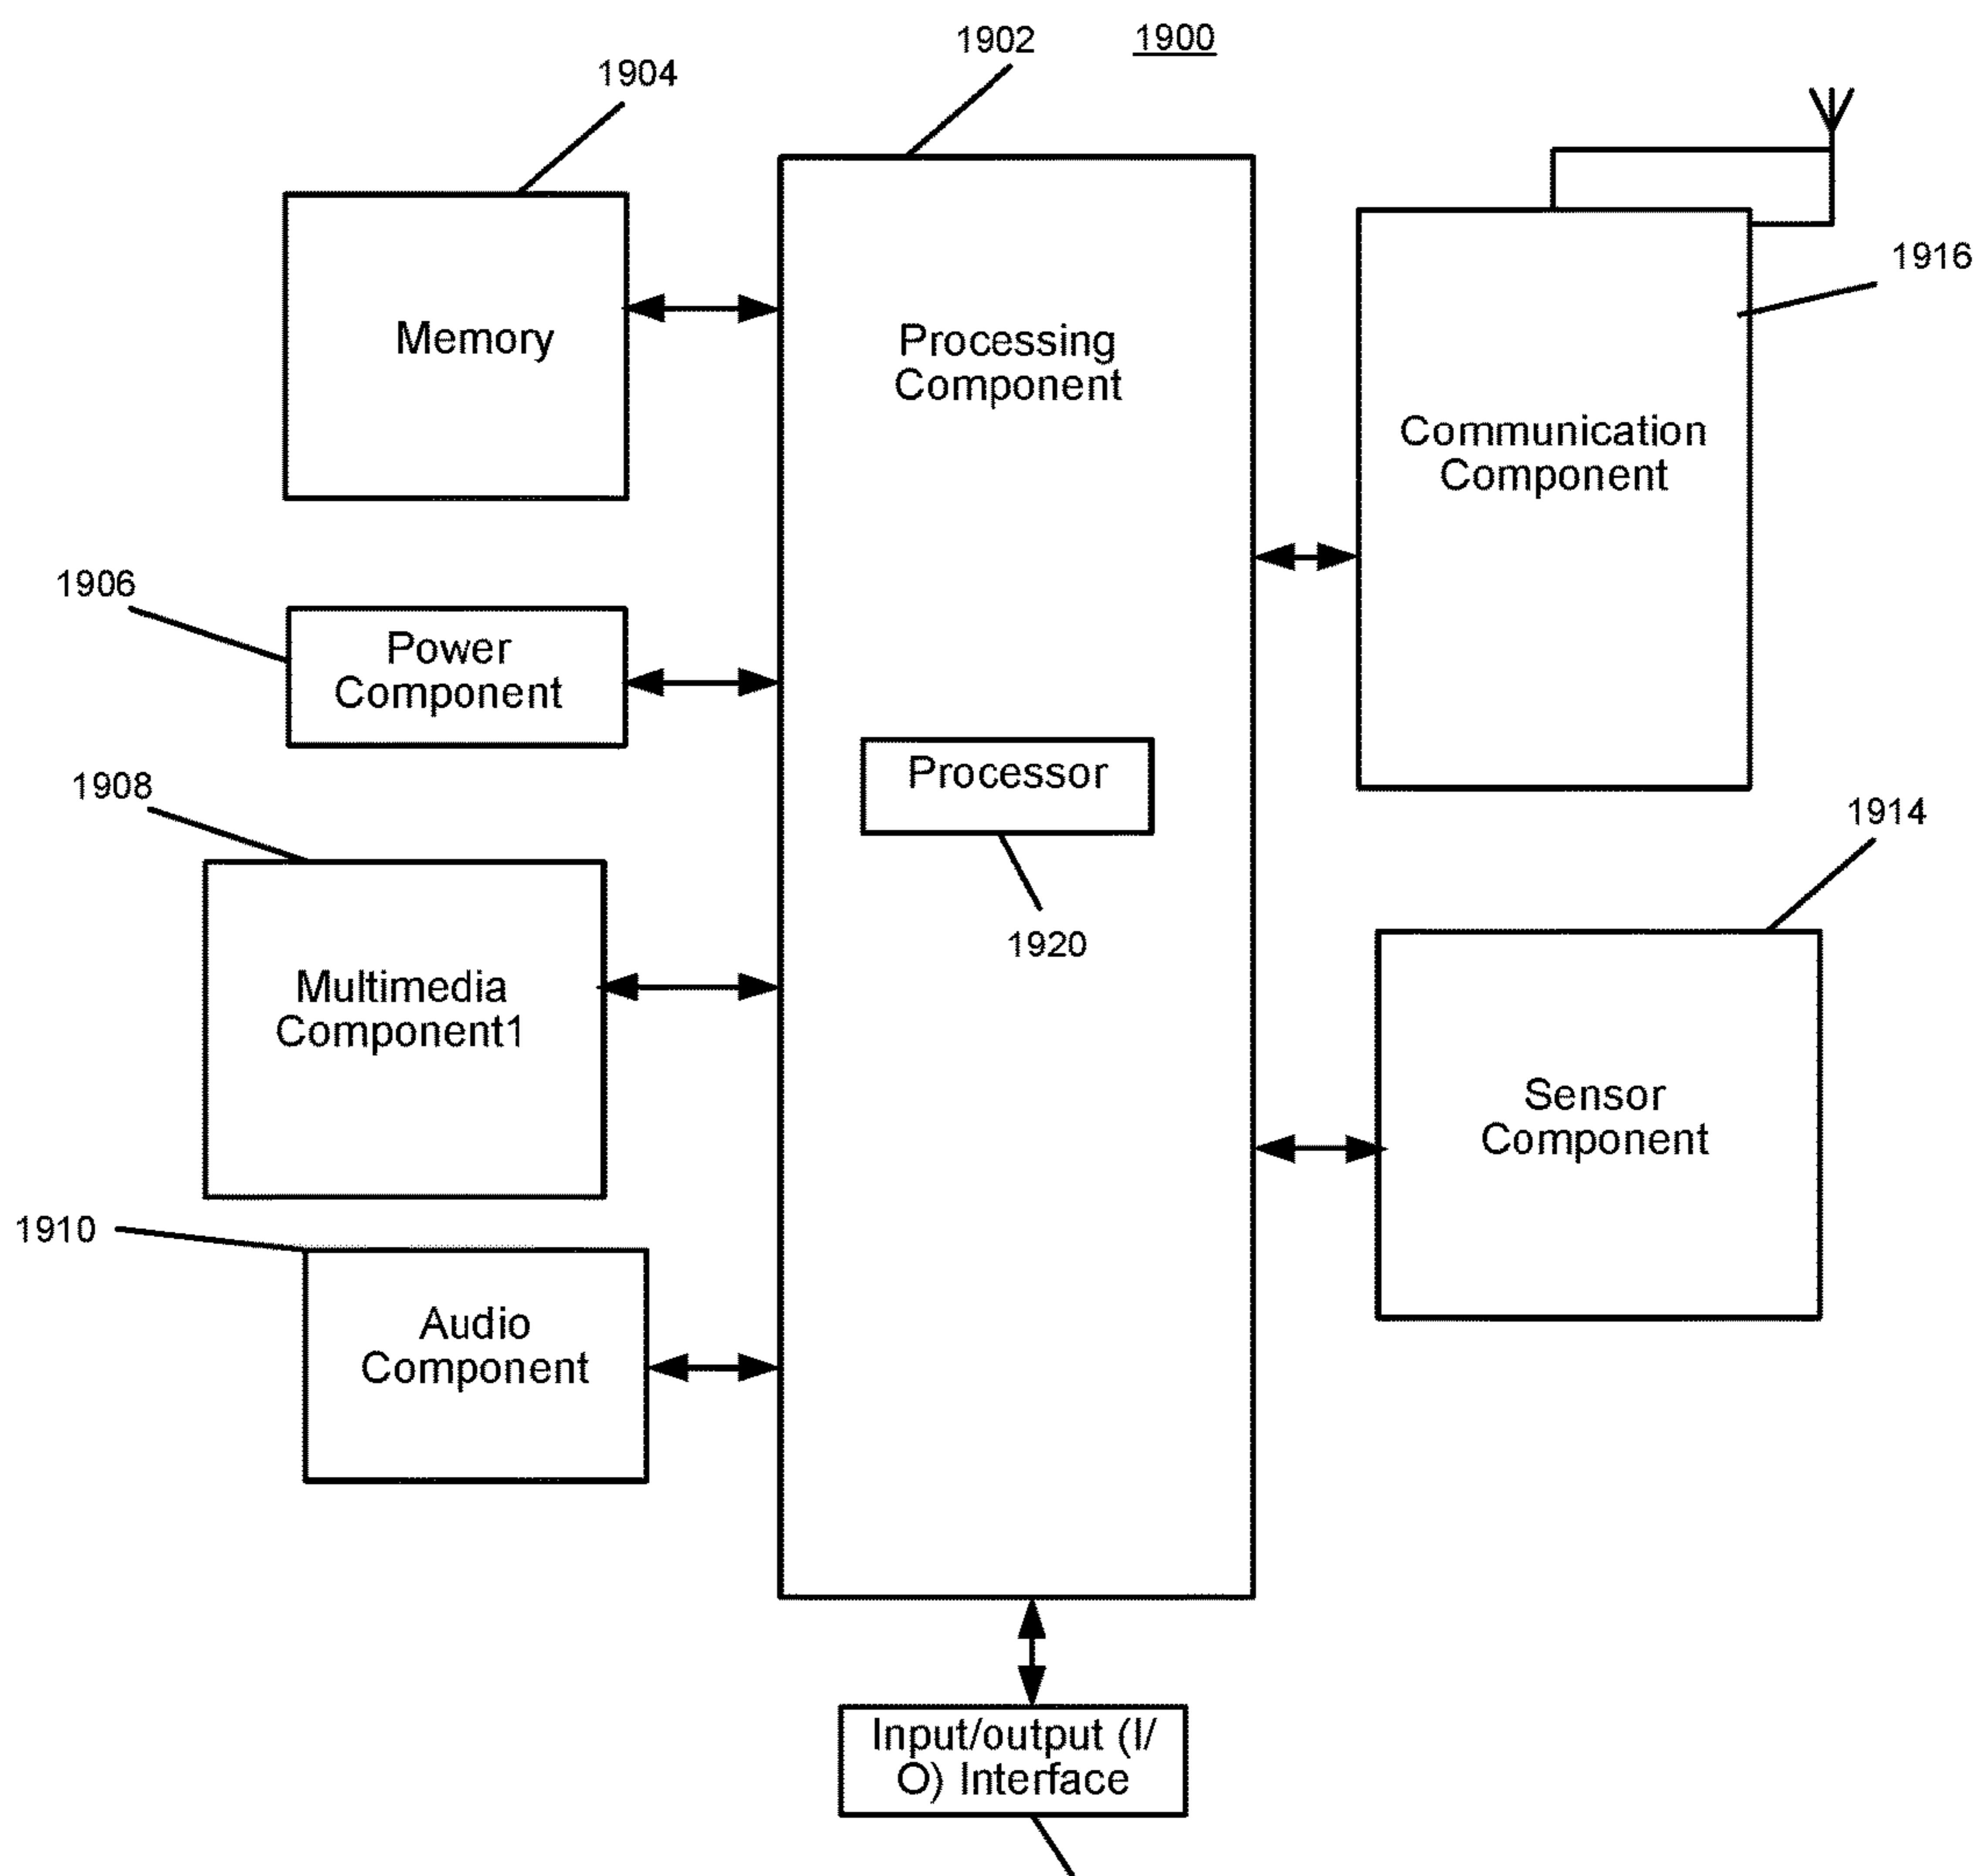 1902
1900
1904
1916
Memory
Processing
Component
Communication
Component
1906
Power
Component
Processor
1908
1914
1920
Multimedia
Component1
Sensor
Component
1910
Audio
Component
Input/output (I/
O) Interface